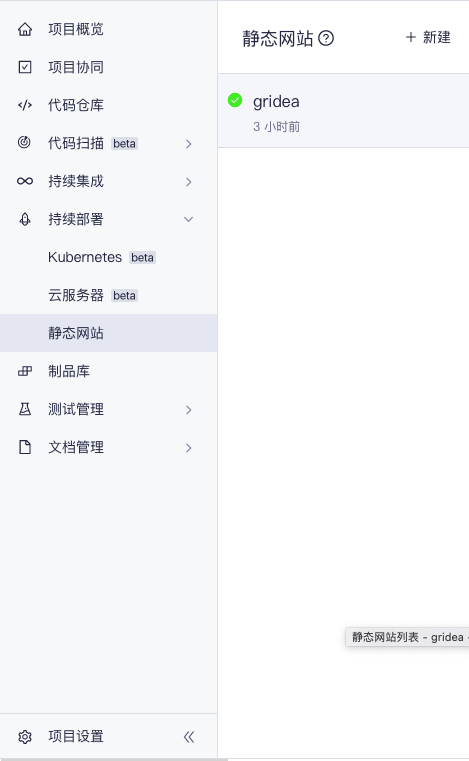 项目概览
项目协同
代码仓库
代码扫描 beta
持续集成
持续部署
Kubernetes beta
云服务器 beta
静态网站
制品库
测试管理
文档管理
项目设置
静态网站 ?
+ 新建
gridea
3 小时前
静态网站列表 - gridea -